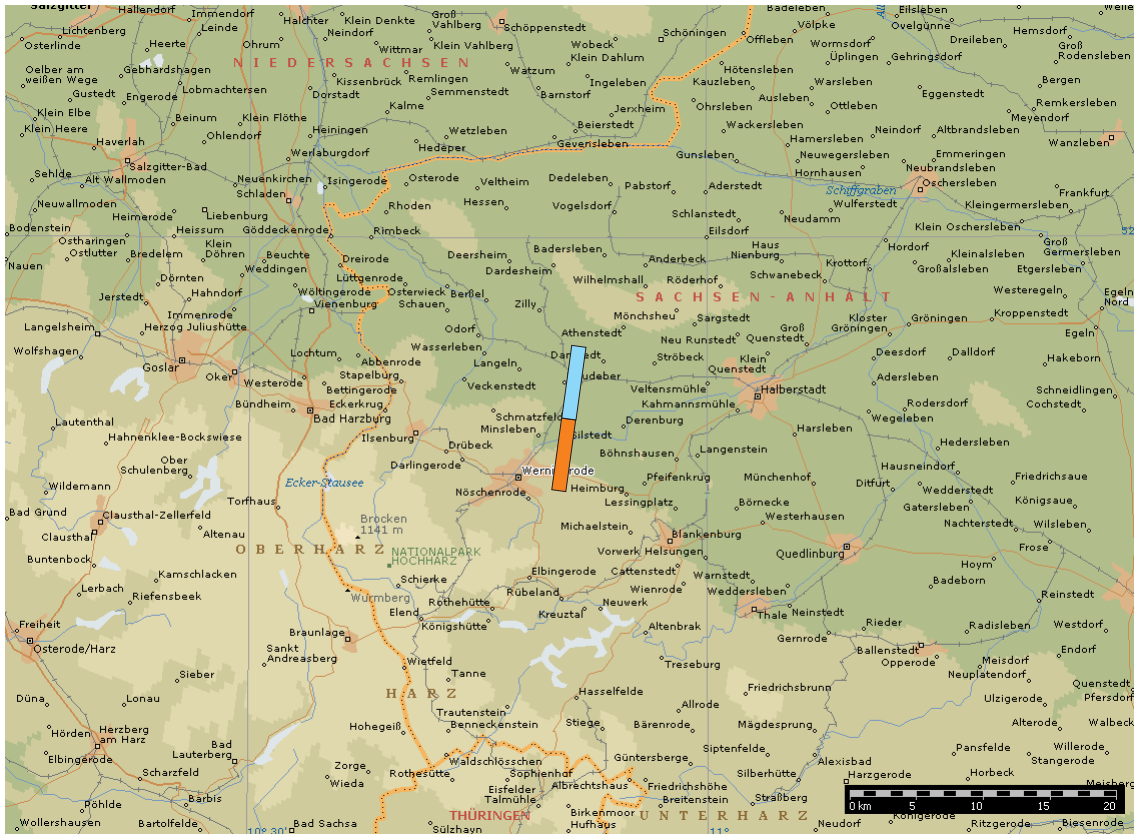 Salzgitter
Hallendorf
Immendorf
Halchter
Klein Denkte
Groß
Vahlberg
Schöppenstedt
Badeleben
Völpke
Eilsleben
Ovelgünne
Lichtenberg
Leinde
Neindorf
Schöningen
Offleben
Hemsdorf
Dreileben
Osterlinde
Heerte
Ohrum
Wittmar
Klein Vahlberg
Wobeck
Klein Dahlum
Wormsdorf
Üplingen
Gehringsdorf
Groß
Rodensleben
NIEDERSACHSEN
Oelber am
weißen Wege
Gebhardshagen
Kissenbrück
Remlingen
Watzum
Ingeleben
Hötensleben
Kauzleben
Warsleben
Bergen
Gustedt
Engerode
Lobmachtersen
Dorstadt
Semmenstedt
Barnstorf
Ausleben
Eggenstedt
Klein Elbe
Beinum
Klein Flöthe
Kalme
Jerxheim
Ohrsleben
Ottleben
Remkersleben
Meyendorf
Klein Heere
Haverlah
Ohlendorf
Heiningen
Wetzleben
Beierstedt
Wackersleben
Hamersleben
Neindorf
Altbrandsleben
Wanzleben
Werlaburgdorf
Hedeper
Gevensleben
Gunsleben
Neuwegersleben
Emmeringen
Salzgitter-Bad
Hornhausen
Neubrandsleben
Sehlde
Alt Wallmoden
Neuenkirchen
Schladen
Isingerode
Osterode
Veltheim
Dedeleben
Pabstorf
Aderstedt
Schiffgraben
Oschersleben
Frankfurt
Neuwallmoden
Heimerode
Liebenburg
Rhoden
Hessen
Vogelsdorf
Schlanstedt
Neudamm
Wulferstedt
Kleingermersleben
Bodenstein
Ostharingen
Heissum
Göddeckenrode
Rimbeck
Eilsdorf
Klein Oschersleben
52
Ostlutter
Bredelem
Klein
Döhren
Beuchte
Weddingen
Dreirode
Deersheim
Badersleben
Anderbeck
Haus
Nienburg
Hordorf
Groß
Germersleben
Nauen
Dörnten
Lüttgenrode
Dardesheim
Wilhelmshall
Röderhof
Schwanebeck
Krottorf
Kleinalsleben
Großalsleben
Etgersleben
Jerstedt
Hahndorf
Wöltingerode
Vienenburg
Osterwieck
Schauen
Berßel
Zilly
SACHSEN-ANHALT
Westeregeln
Egeln
Nord
Immenrode
Mönchsheu
Sargstedt
Kloster
Gröningen
Gröningen
Kroppenstedt
Langelsheim
Herzog Juliushütte
Odorf
Athenstedt
Neu Runstedt
Groß
Quenstedt
Egeln
Wolfshagen
Goslar
Lochtum
Abbenrode
Wasserleben
Langeln
Ströbeck
Klein
Quenstedt
Deesdorf
Dalldorf
Hakeborn
Oker
Westerode
Stapelburg
Bettingerode
Veckenstedt
Veltensmühle
Halberstadt
Adersleben
Schneidlingen
Bündheim
Eckerkrug
Bad Harzburg
Schmatzfeld
Kahmannsmühle
Rodersdorf
Cochstedt
Lautenthal
Ilsenburg
Minsleben
Silstedt
Derenburg
Harsleben
Wegeleben
Hahnenklee-Bockswiese
Drübeck
Böhnshausen
Langenstein
Hedersleben
Ober
Schulenberg
Darlingerode
Wernigerode
Hausneindorf
Friedrichsaue
Wildemann
Ecker-Stausee
Nöschenrode
Heimburg
Pfeifenkrug
Münchenhof
Ditfurt
Wedderstedt
Torfhaus
Lessingplatz
Börnecke
Gatersleben
Königsaue
Bad Grund
Clausthal-Zellerfeld
Brocken
1141 m
Michaelstein
Westerhausen
Nachterstedt
Wilsleben
Clausthal
Altenau
Blankenburg
OBERHARZ
NATIONALPARK
HOCHHARZ
Vorwerk Helsungen
Quedlinburg
Frose
Buntenbock
Kamschlacken
Schierke
Elbingerode
Cattenstedt
Warnstedt
Hoym
Lerbach
Riefensbeek
Wurmberg
Rübeland
Wienrode
Weddersleben
Badeborn
Rothehütte
Neuwerk
Reinstedt
Freiheit
Elend
Königshütte
Kreuztal
Thale
Neinstedt
Braunlage
Altenbrak
Rieder
Radisleben
Westdorf
Osterode/Harz
Gernrode
Ballenstedt
Sankt
Andreasberg
Wietfeld
Treseburg
Opperode
Meisdorf
Endorf
Sieber
Tanne
Neuplatendorf
Quenstedt
HARZ
Hasselfelde
Friedrichsbrunn
Düna
Lonau
Ulzigerode
Pfersdorf
Trautenstein
Allrode
Hörden
Herzberg
am Harz
Hohegeiß
Benneckenstein
Stiege
Bärenrode
Mägdesprung
Alterode
Walbeck
Elbingerode
Bad
Lauterberg
Waldschlösschen
Güntersberge
Siptenfelde
Alexisbad
Pansfelde
Willerode
Stangerode
Scharzfeld
Zorge
Wieda
Rothesütte
Sophienhof
Albrechtshaus
Friedrichshöhe
Silberhütte
Harzgerode
Horbeck
Meisberg
Eisfelder
Talmühle
Breitenstein
Straßberg
Pöhlde
Barbis
THÜRINGEN
Birkenmoor
UNTERHARZ
0 km
5
10
15
20
Wollershausen
Bartolfelde
10°30'
Bad Sachsa
Sülzhayn
Hufhaus
11°
Neudorf
Königerode
Ritzgerode
Biesenrode